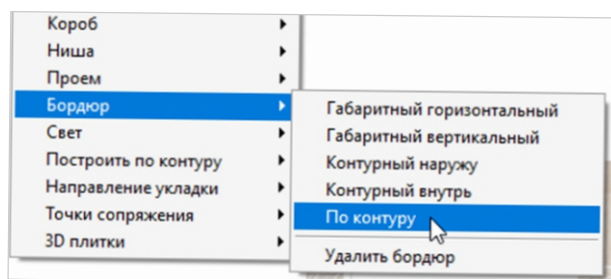 Короб
Ниша
Проем
Бордюр
Свет
Построить по контуру
Направление укладки
Точки сопряжения
3D плитки
Габаритный горизонтальный
Габаритный вертикальный
Контурный наружу
Контурный внутрь
По контуру
Удалить бордюр